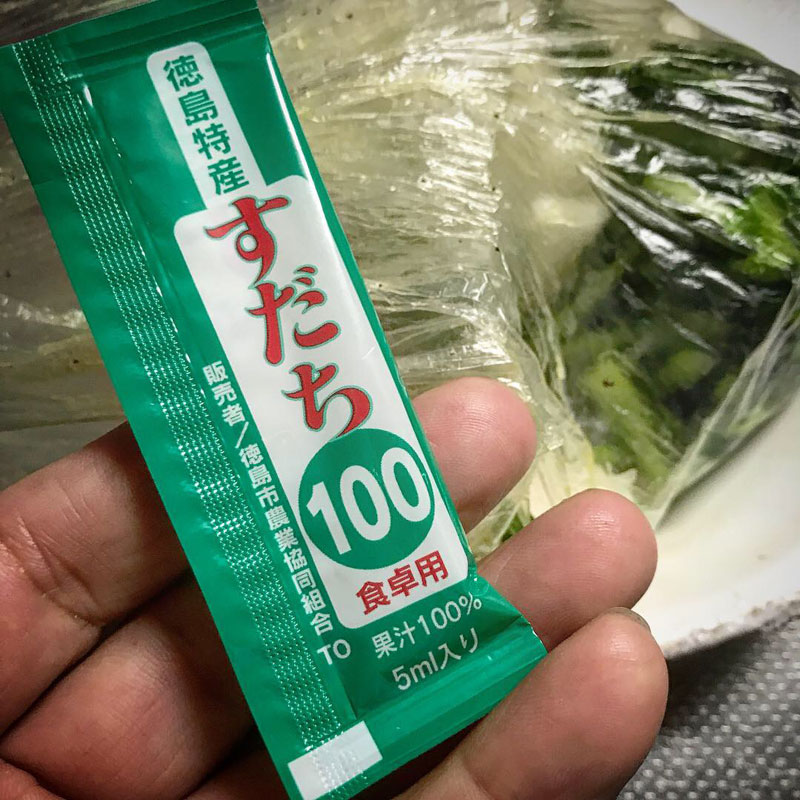 徳島特産
すだち
100
食卓用
販売者/徳島市農業協同組合 TO
果汁100%
5ml入り